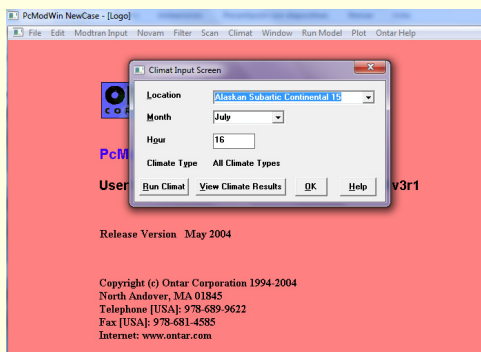 PcModWin NewCase - [Logo]
File Edit Modtran Input Novam Filter Scan Climat Window Run Model Plot Ontar Help
Climat Input Screen
Location Alaskan Subartic Continental 15
Month July
Hour 16
Climate Type All Climate Types
Run Climat View Climate Results OK Help
PcM
User v3r1
Release Version May 2004
Copyright (c) Ontar Corporation 1994-2004
North Andover, MA 01845
Telephone [USA]: 978-689-9622
Fax [USA]: 978-681-4585
Internet: www.ontar.com